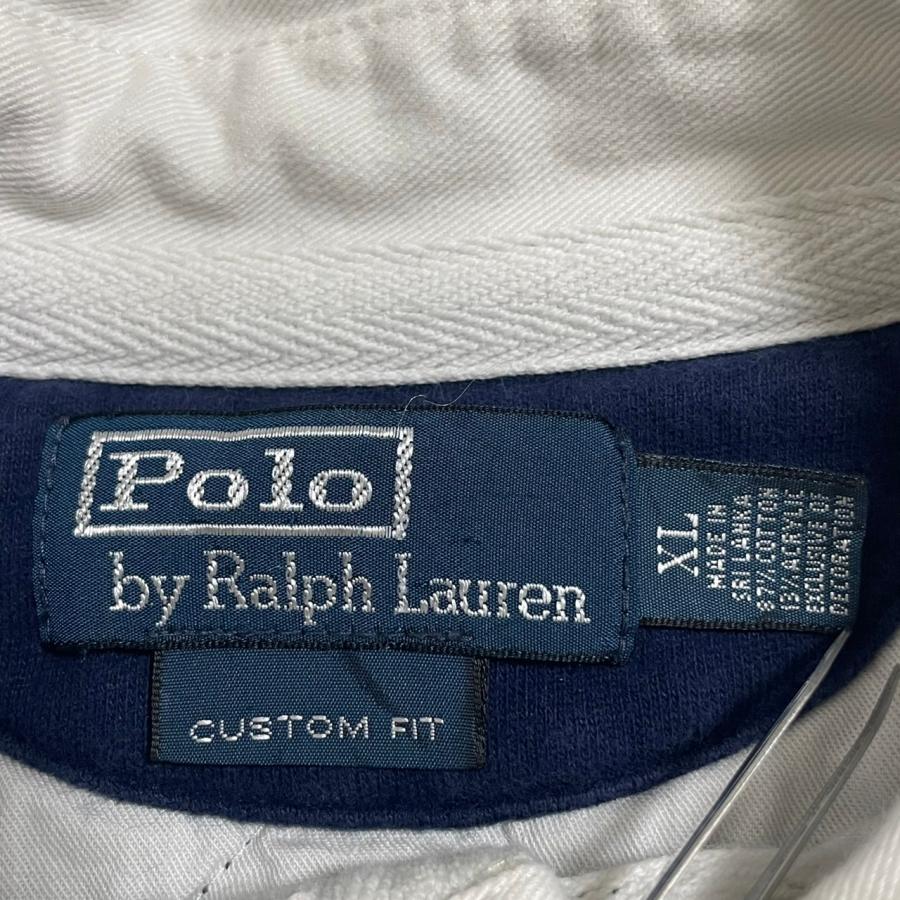 Polo
by Ralph Lauren
CUSTOM FIT
XL
MADE IN
SRI LANKA
87% COTTON
13% ACRYLIC
EXCLUSIVE OF
DECORATION